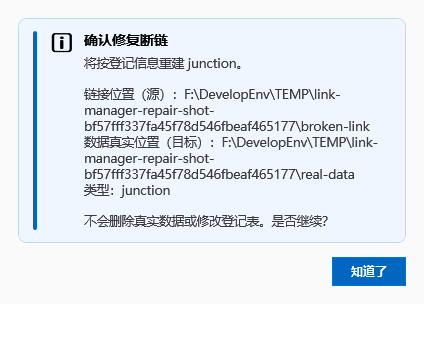 确认修复断链
将按登记信息重建 junction。
链接位置（源）：F:\DevelopEnv\TEMP\link-
manager-repair-shot-
bf57fff337fa45f78d546fbeaf465177\broken-link
数据真实位置（目标）：F:\DevelopEnv\TEMP\link-
manager-repair-shot-
bf57fff337fa45f78d546fbeaf465177\real-data
类型：junction
不会删除真实数据或修改登记表。是否继续？
知道了